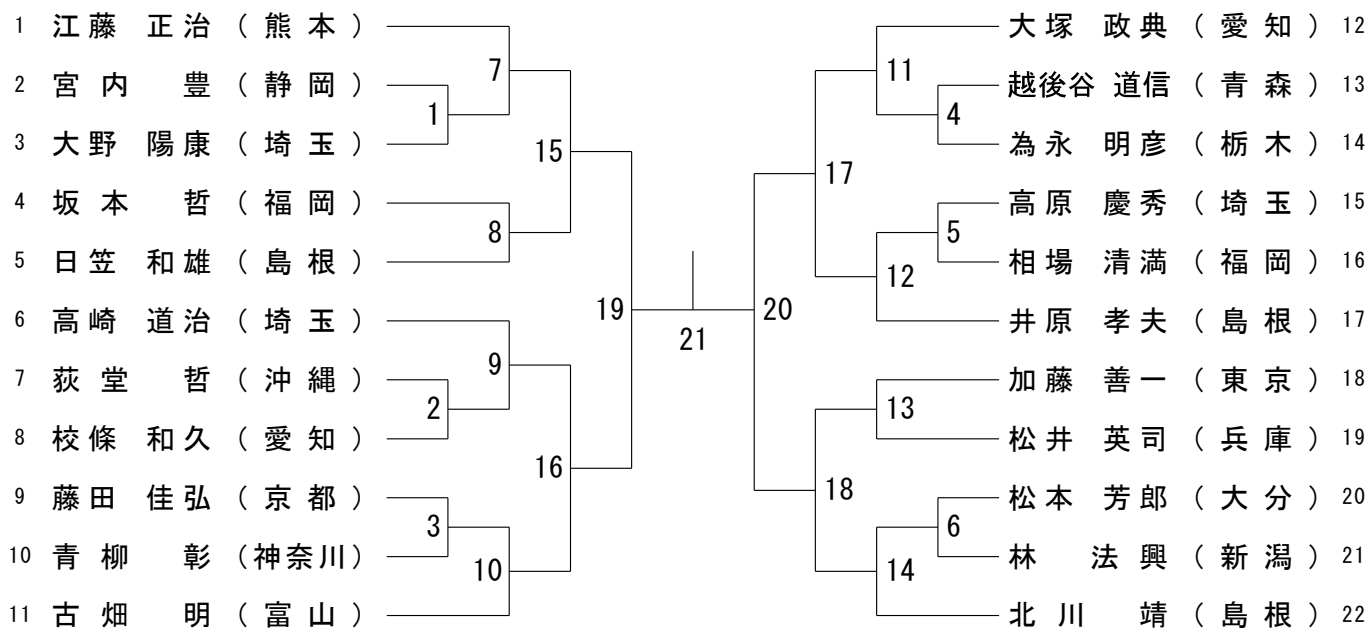 1 江藤 正治 (熊本)
2 宮内 豊 (静岡)
3 大野 陽康 (埼玉)
4 坂本 哲 (福岡)
5 日笠 和雄 (島根)
6 高崎 道治 (埼玉)
7 荻堂 哲 (沖縄)
8 校條 和久 (愛知)
9 藤田 佳弘 (京都)
10 青柳 彰 (神奈川)
11 古畑 明 (富山)
7
1
15
8
19
9
2
16
3
10
21
20
11
4
17
5
12
13
18
6
14
大塚 政典 (愛知) 12
越後谷 道信 (青森) 13
為永 明彦 (栃木) 14
高原 慶秀 (埼玉) 15
相場 清満 (福岡) 16
井原 孝夫 (島根) 17
加藤 善一 (東京) 18
松井 英司 (兵庫) 19
松本 芳郎 (大分) 20
林 法興 (新潟) 21
北川 靖 (島根) 22